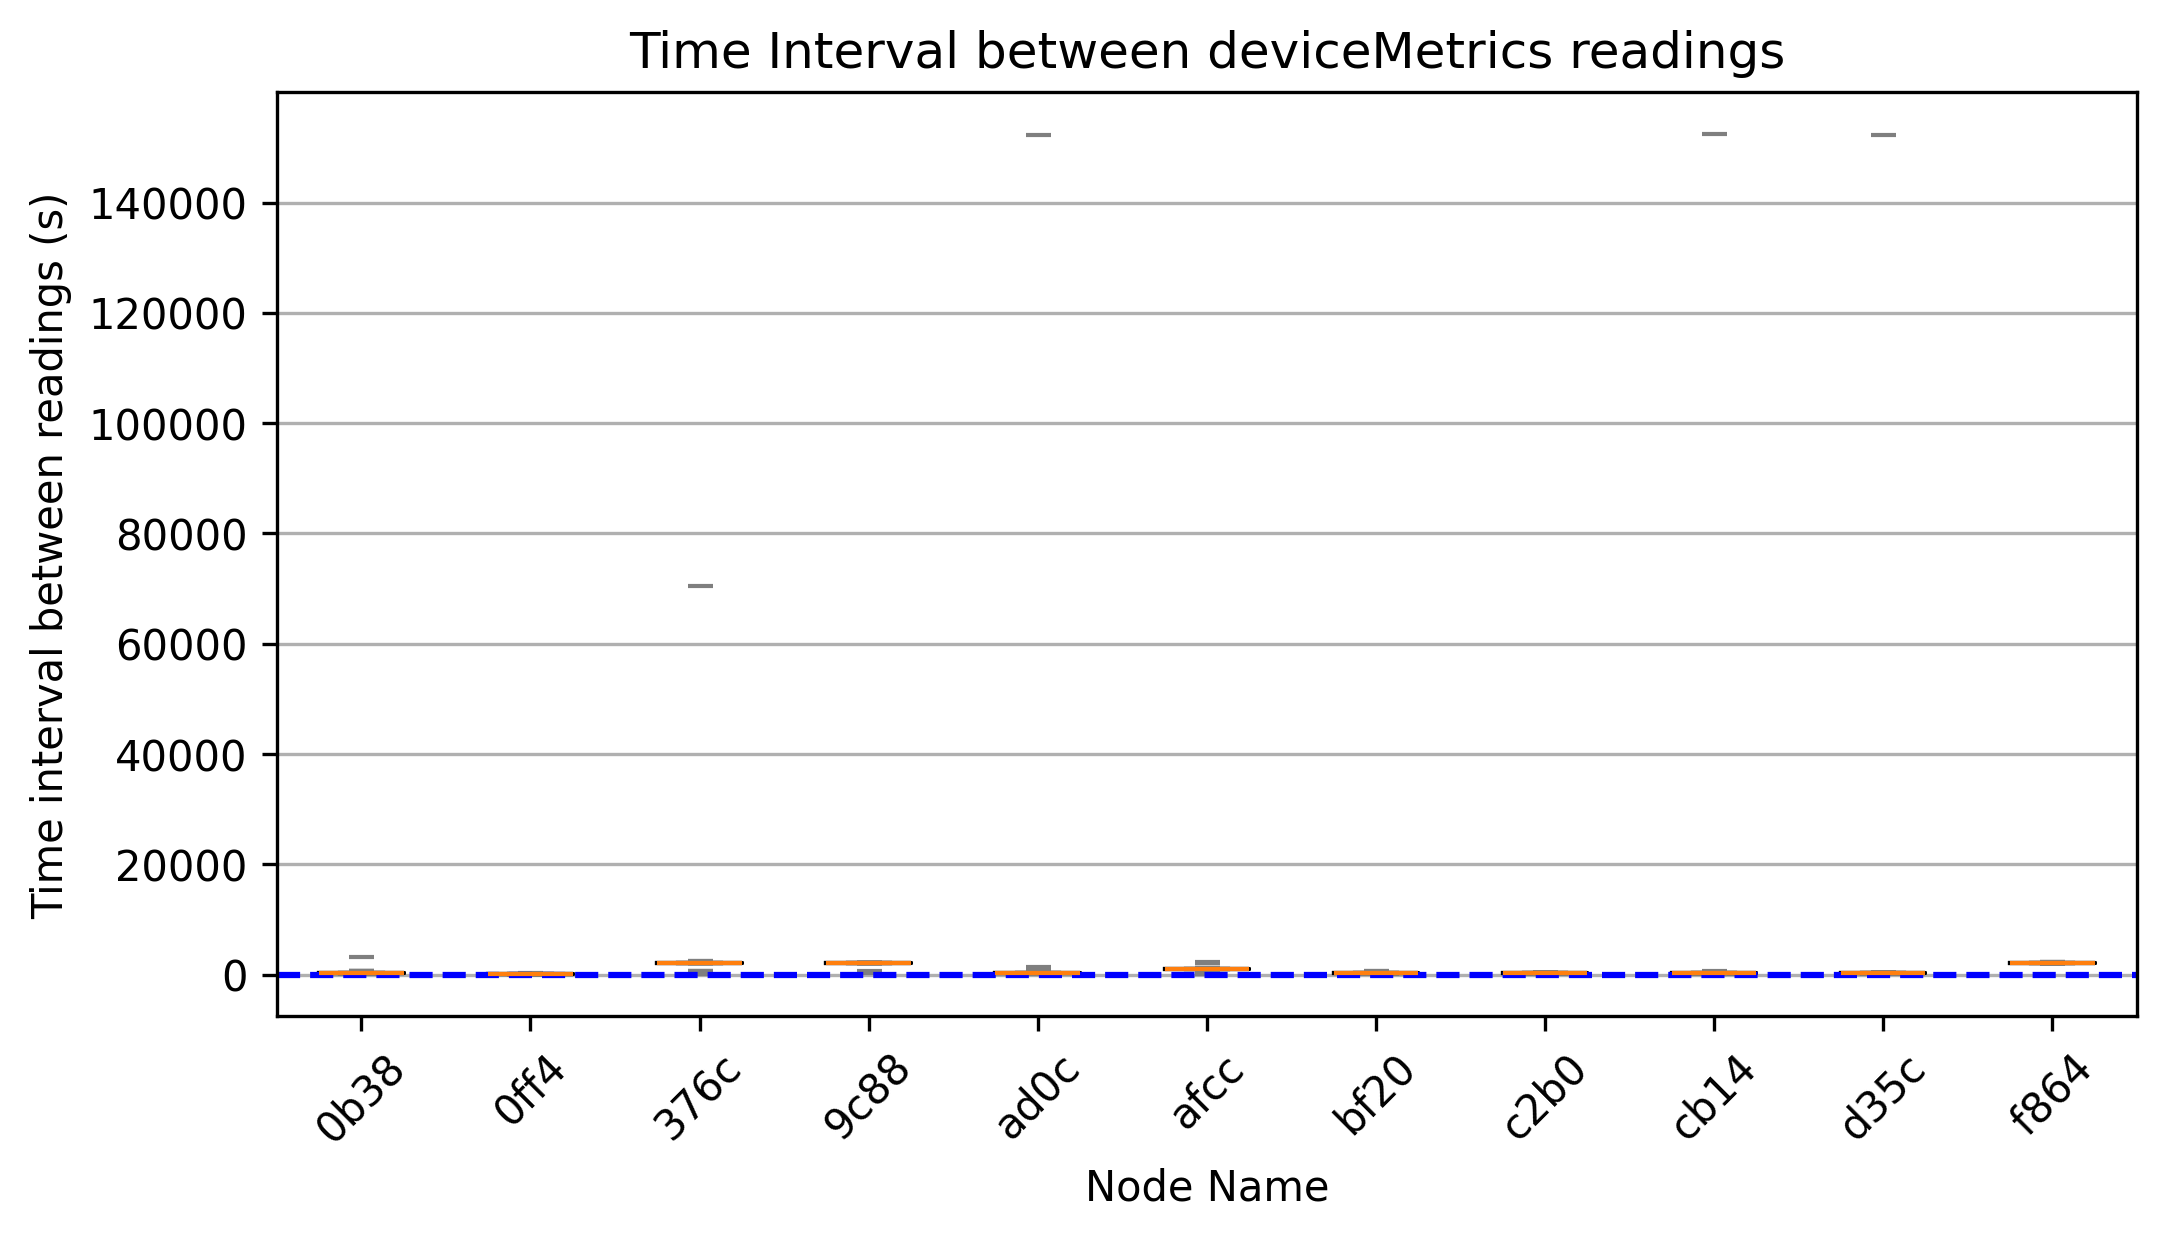 Time Interval between deviceMetrics readings
Time interval between readings (s)
140000
120000
100000
80000
60000
40000
20000
0
0b38
0ff4
376c
9c88
ad0c
afcc
bf20
c2b0
cb14
d35c
f864
Node Name